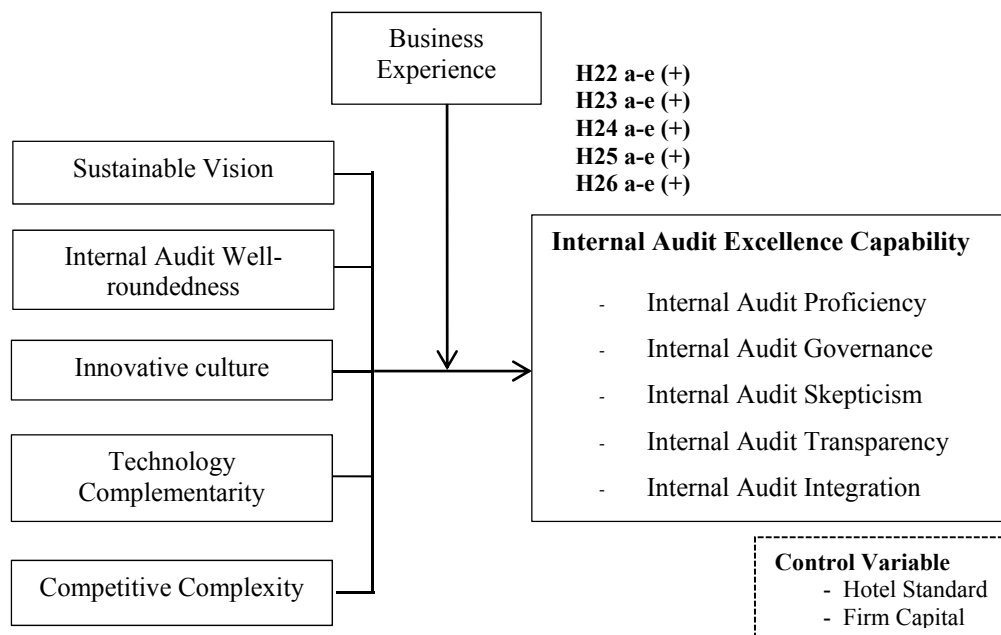 Business
Experience
H22 a-e (+)
H23 a-e (+)
H24 a-e (+)
H25 a-e (+)
H26 a-e (+)
Sustainable Vision
Internal Audit Well-
roundedness
Innovative culture
Technology
Complementarity
Competitive Complexity
Internal Audit Excellence Capability
- Internal Audit Proficiency
- Internal Audit Governance
- Internal Audit Skepticism
- Internal Audit Transparency
- Internal Audit Integration
Control Variable
- Hotel Standard
- Firm Capital